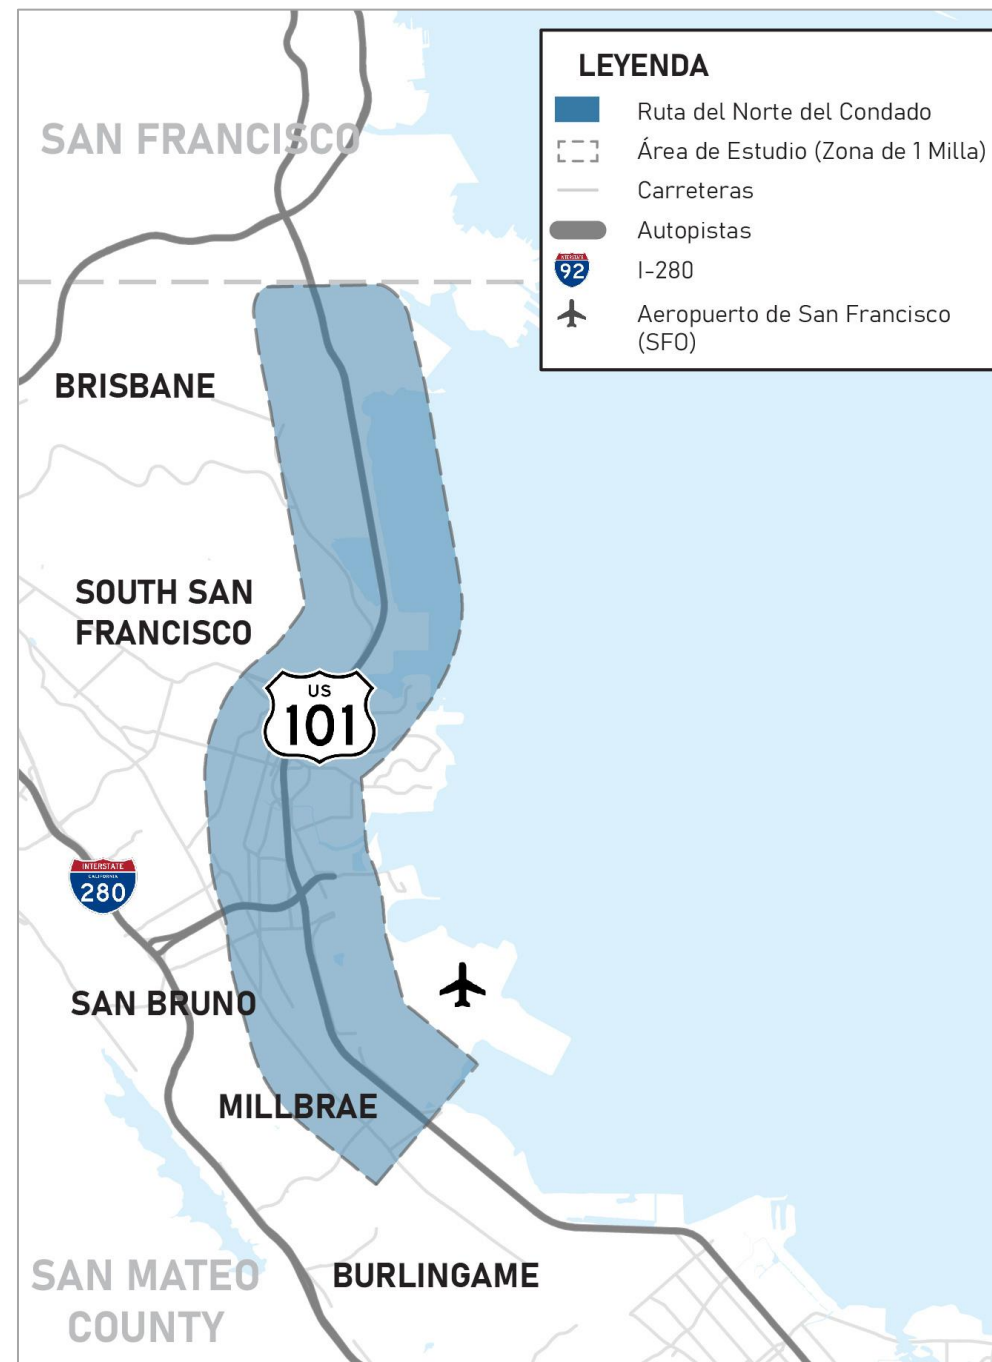 SAN FRANCISCO
LEYENDA
Ruta del Norte del Condado
Área de Estudio (Zona de 1 Milla)
Carreteras
Autopistas
INTERSTATE
92
I-280
Aeropuerto de San Francisco
(SFO)
BRISBANE
SOUTH SAN
FRANCISCO
US
101
INTERSTATE
CALIFORNIA
280
SAN BRUNO
MILLBRAE
SAN MATEO
COUNTY
BURLINGAME